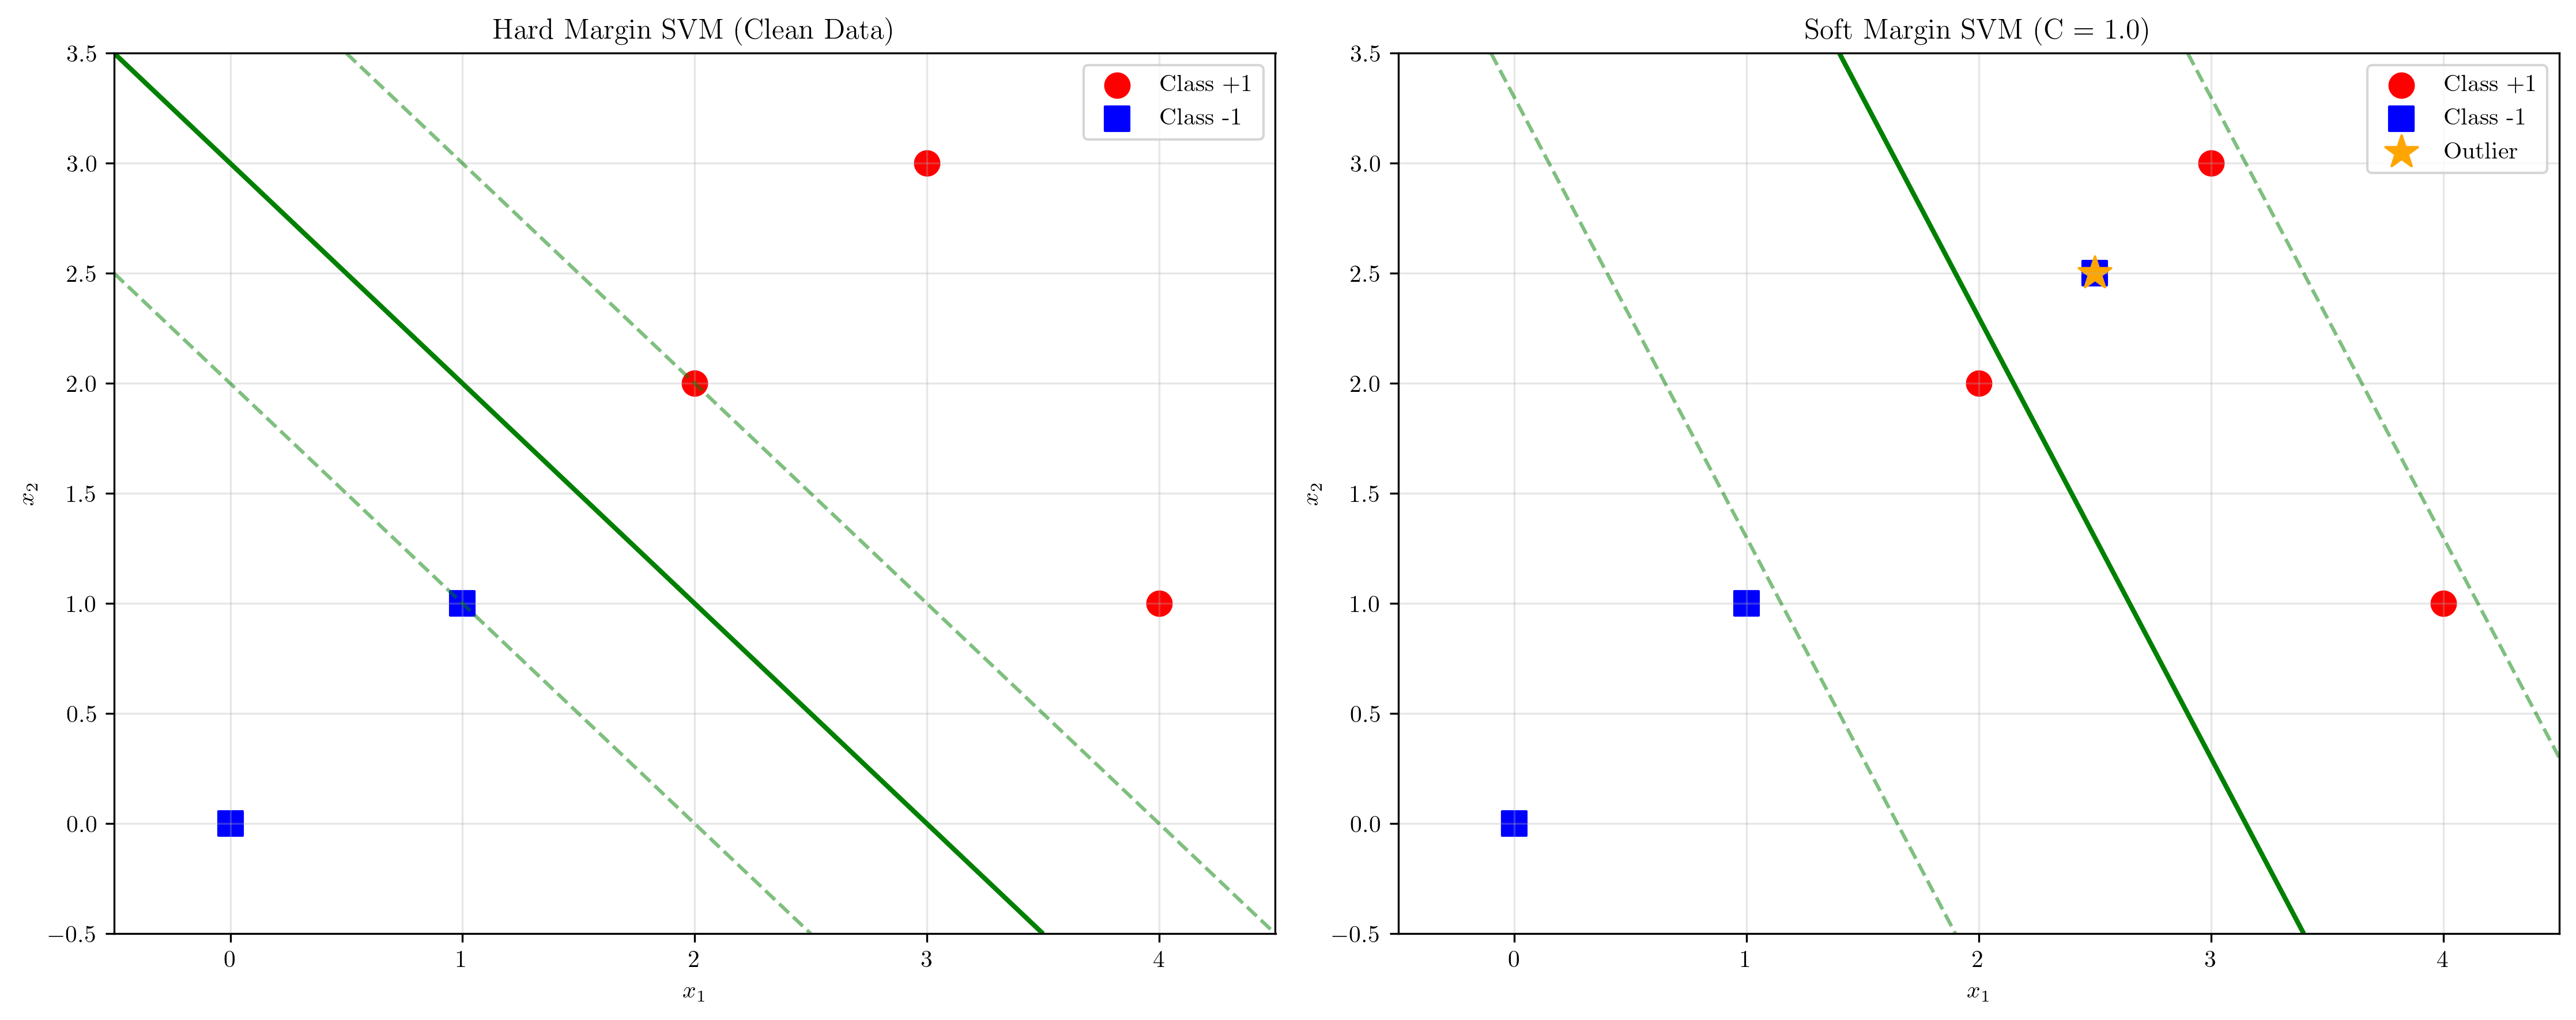 Hard Margin SVM (Clean Data)
3.5
3.0
2.5
2.0
1.5
1.0
0.5
0.0
−0.5
x₂
0 1 2 3 4
x₁
Class +1
Class -1
Soft Margin SVM (C = 1.0)
3.5
3.0
2.5
2.0
1.5
1.0
0.5
0.0
−0.5
x₂
0 1 2 3 4
x₁
Class +1
Class -1
Outlier